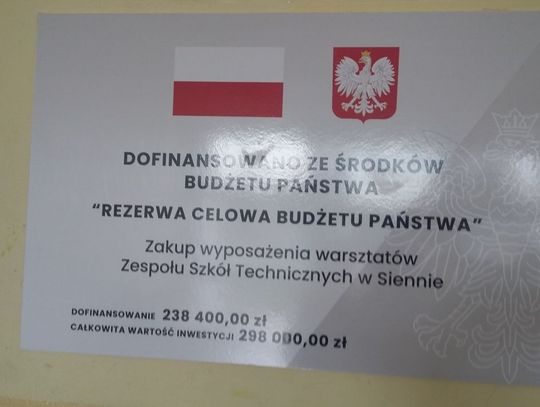 DOFINANSOWANO ZE ŚRODKÓW
BUDŻETU PAŃSTWA
“REZERWA CELOWA BUDŻETU PAŃSTWA”
Zakup wyposażenia warsztatów
Zespołu Szkół Technicznych w Siennie
DOFINANSOWANIE 238 400,00 zł
CAŁKOWITA WARTOŚĆ INWESTYCJI 298 000,00 zł